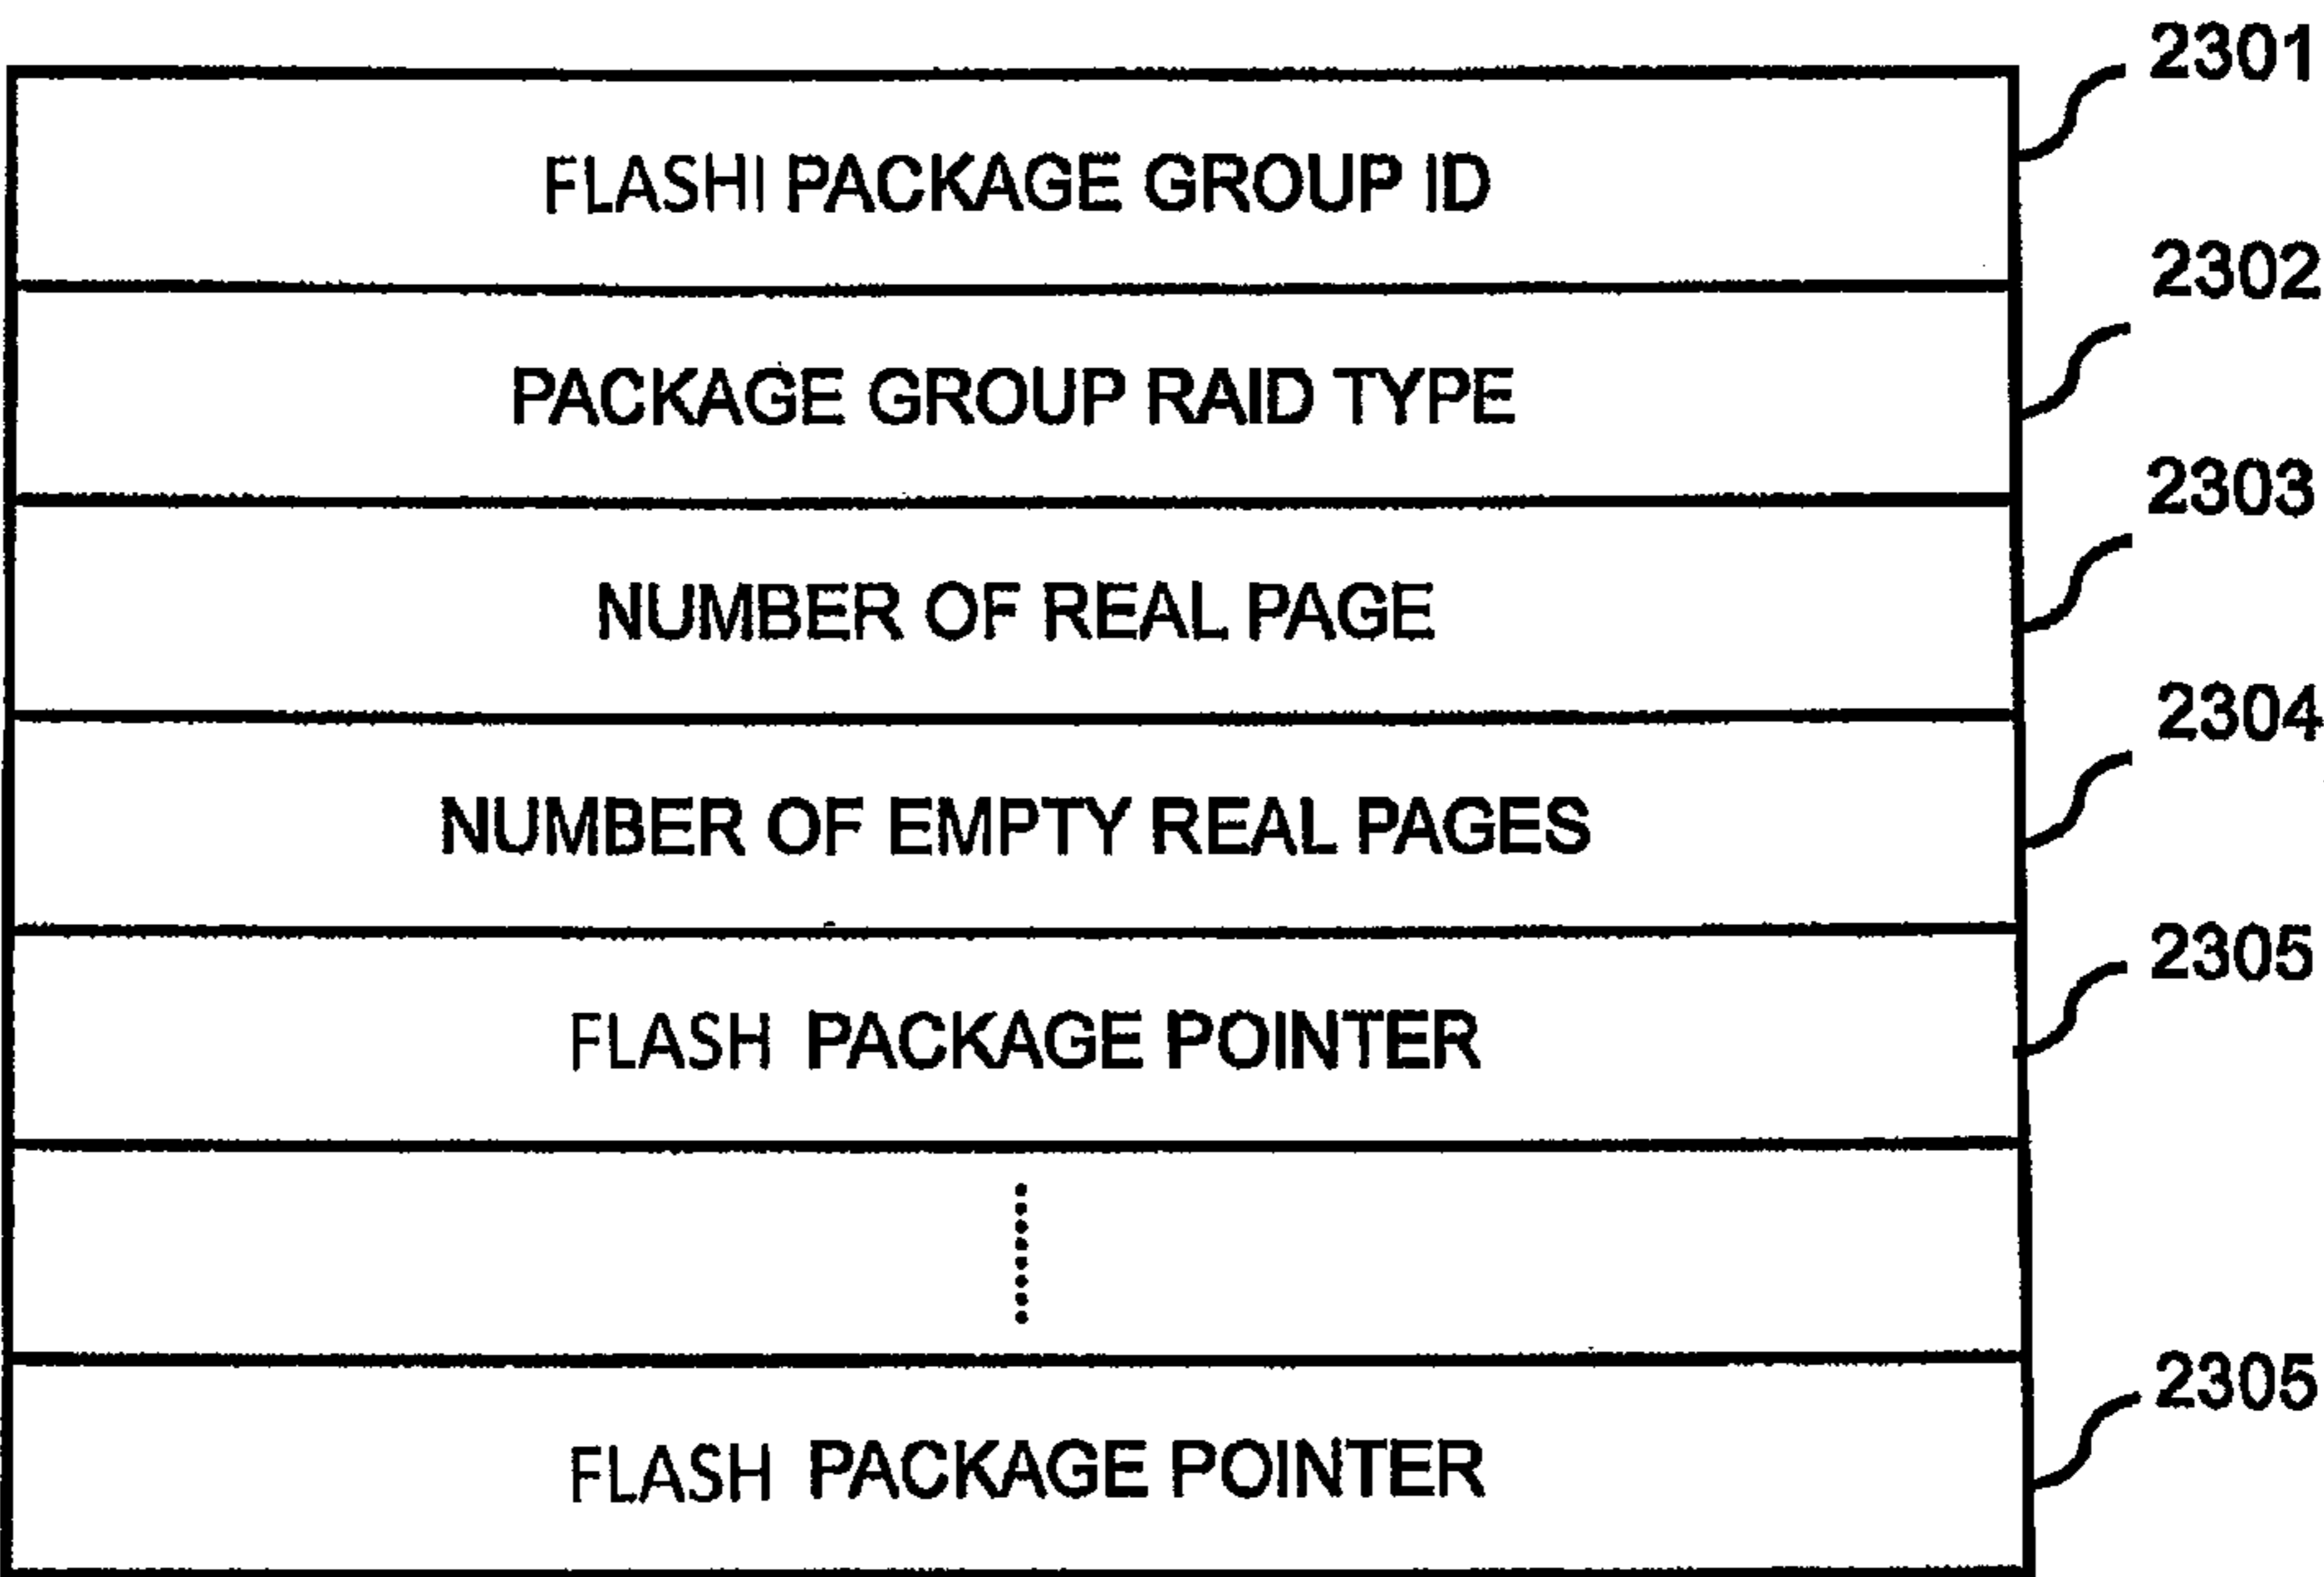 2301
FLASHI PACKAGE GROUP ID
2302
PACKAGE GROUP RAID TYPE
2303
NUMBER OF REAL PAGE
2304
NUMBER OF EMPTY REAL PAGES
2305
FLASH PACKAGE POINTER
2305
FLASH PACKAGE POINTER